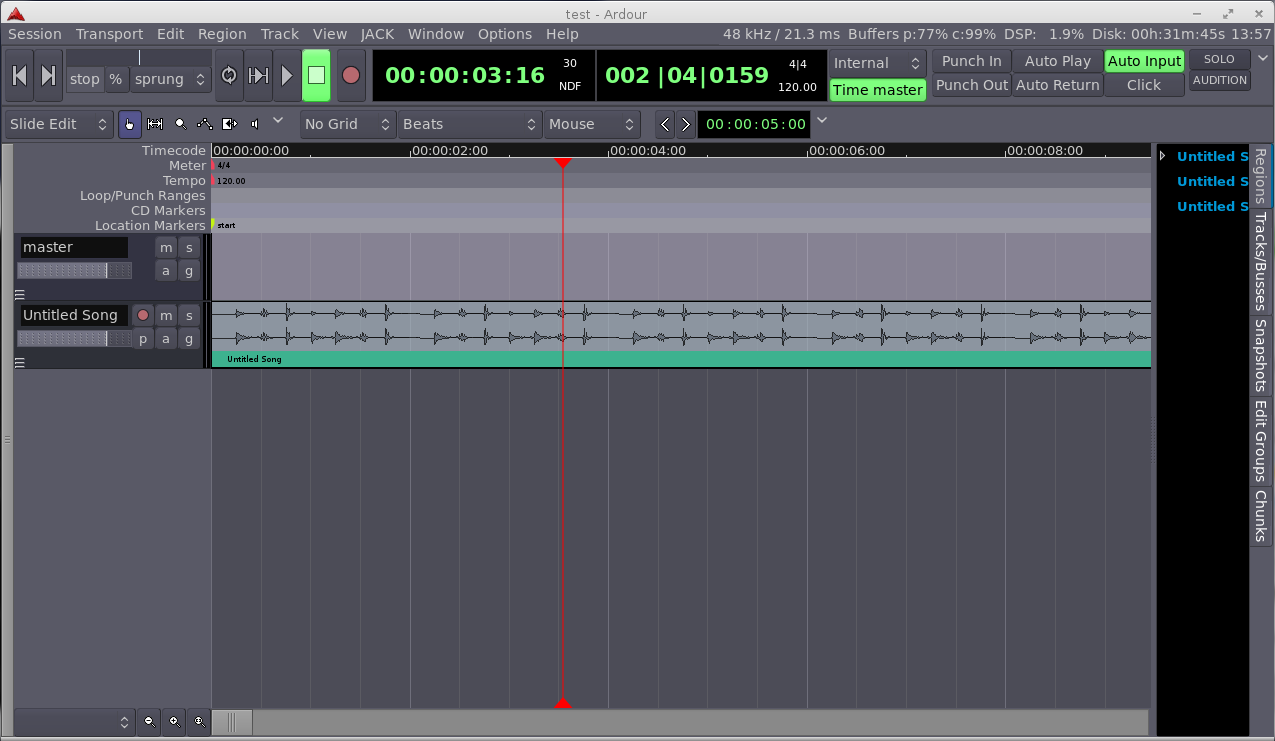 test - Ardour
Session Transport Edit Region Track View JACK Window Options Help 48 kHz / 21.3 ms Buffers p:77% c:99% DSP: 1.9% Disk: 00h:31m:45s 13:57
stop % sprung 00:00:03:16 30 NDF 002 |04|0159 4|4 120.00 Internal Time master Punch In Auto Play Auto Input SOLO
Punch Out Auto Return Click AUDITION
Slide Edit No Grid Beats Mouse 00:00:05:00
Timecode 00:00:00:00 00:00:02:00 00:00:04:00 00:00:06:00 00:00:08:00
Meter 4/4
Tempo 120.00
Loop/Punch Ranges
CD Markers
Location Markers start
master m s
a g
Untitled Song m s
p a g
Untitled Song
Untitled S
Untitled S
Untitled S
Regions
Tracks/Busses
Snapshots
Edit Groups
Chunks